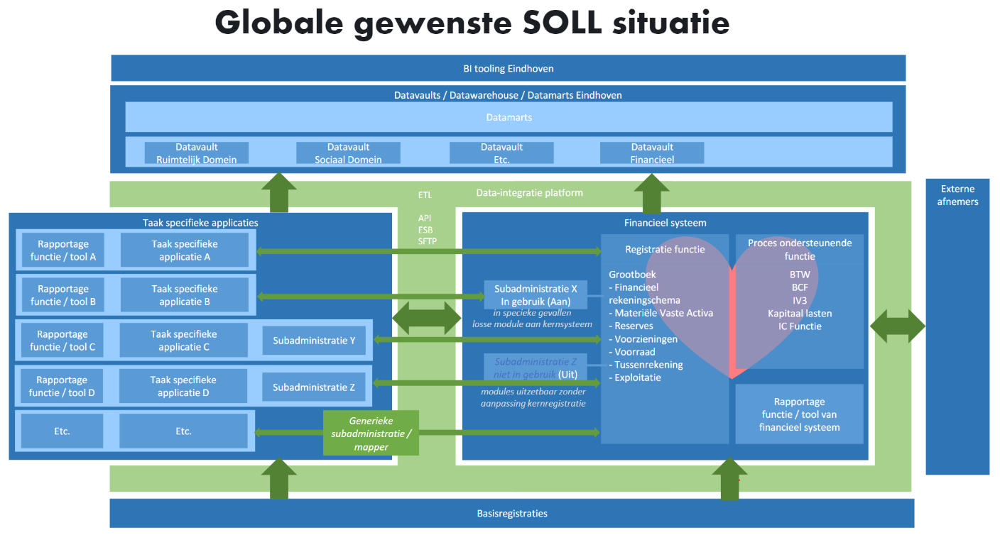 Globale gewenste SOLL situatie
BI tooling Eindhoven
Datavaults / Datawarehouse / Datamarts Eindhoven
Datamarts
Datavault
Ruimtelijk Domein
Datavault
Sociaal Domein
Datavault
Etc.
Datavault
Financieel
ETL
Data-integratie platform
API
ESB
SFTP
Externe
afnemers
Taak specifieke applicaties
Rapportage
functie / tool A
Taak specifieke
applicatie A
Rapportage
functie / tool B
Taak specifieke
applicatie B
Rapportage
functie / tool C
Taak specifieke
applicatie C
Subadministratie Y
Rapportage
functie / tool D
Taak specifieke
applicatie D
Subadministratie Z
Etc.
Etc.
Generieke
subadministratie /
mapper
Financieel systeem
Subadministratie X
In gebruik (Aan)
in specieke gevallen
losse module aan kernsysteem
Subadministratie Z
niet in gebruik (Uit)
modules uitzetbaar zonder
aanpassing kernregistratie
Registratie functie
Grootboek
- Financieel
rekeningschema
- Materiële Vaste Activa
- Reserves
- Voorzieningen
- Voorraad
- Tussenrekening
- Exploitatie
Proces ondersteunende
functie
BTW
BCF
IV3
Kapitaal lasten
IC Functie
Rapportage
functie / tool van
financieel systeem
Basisregistraties